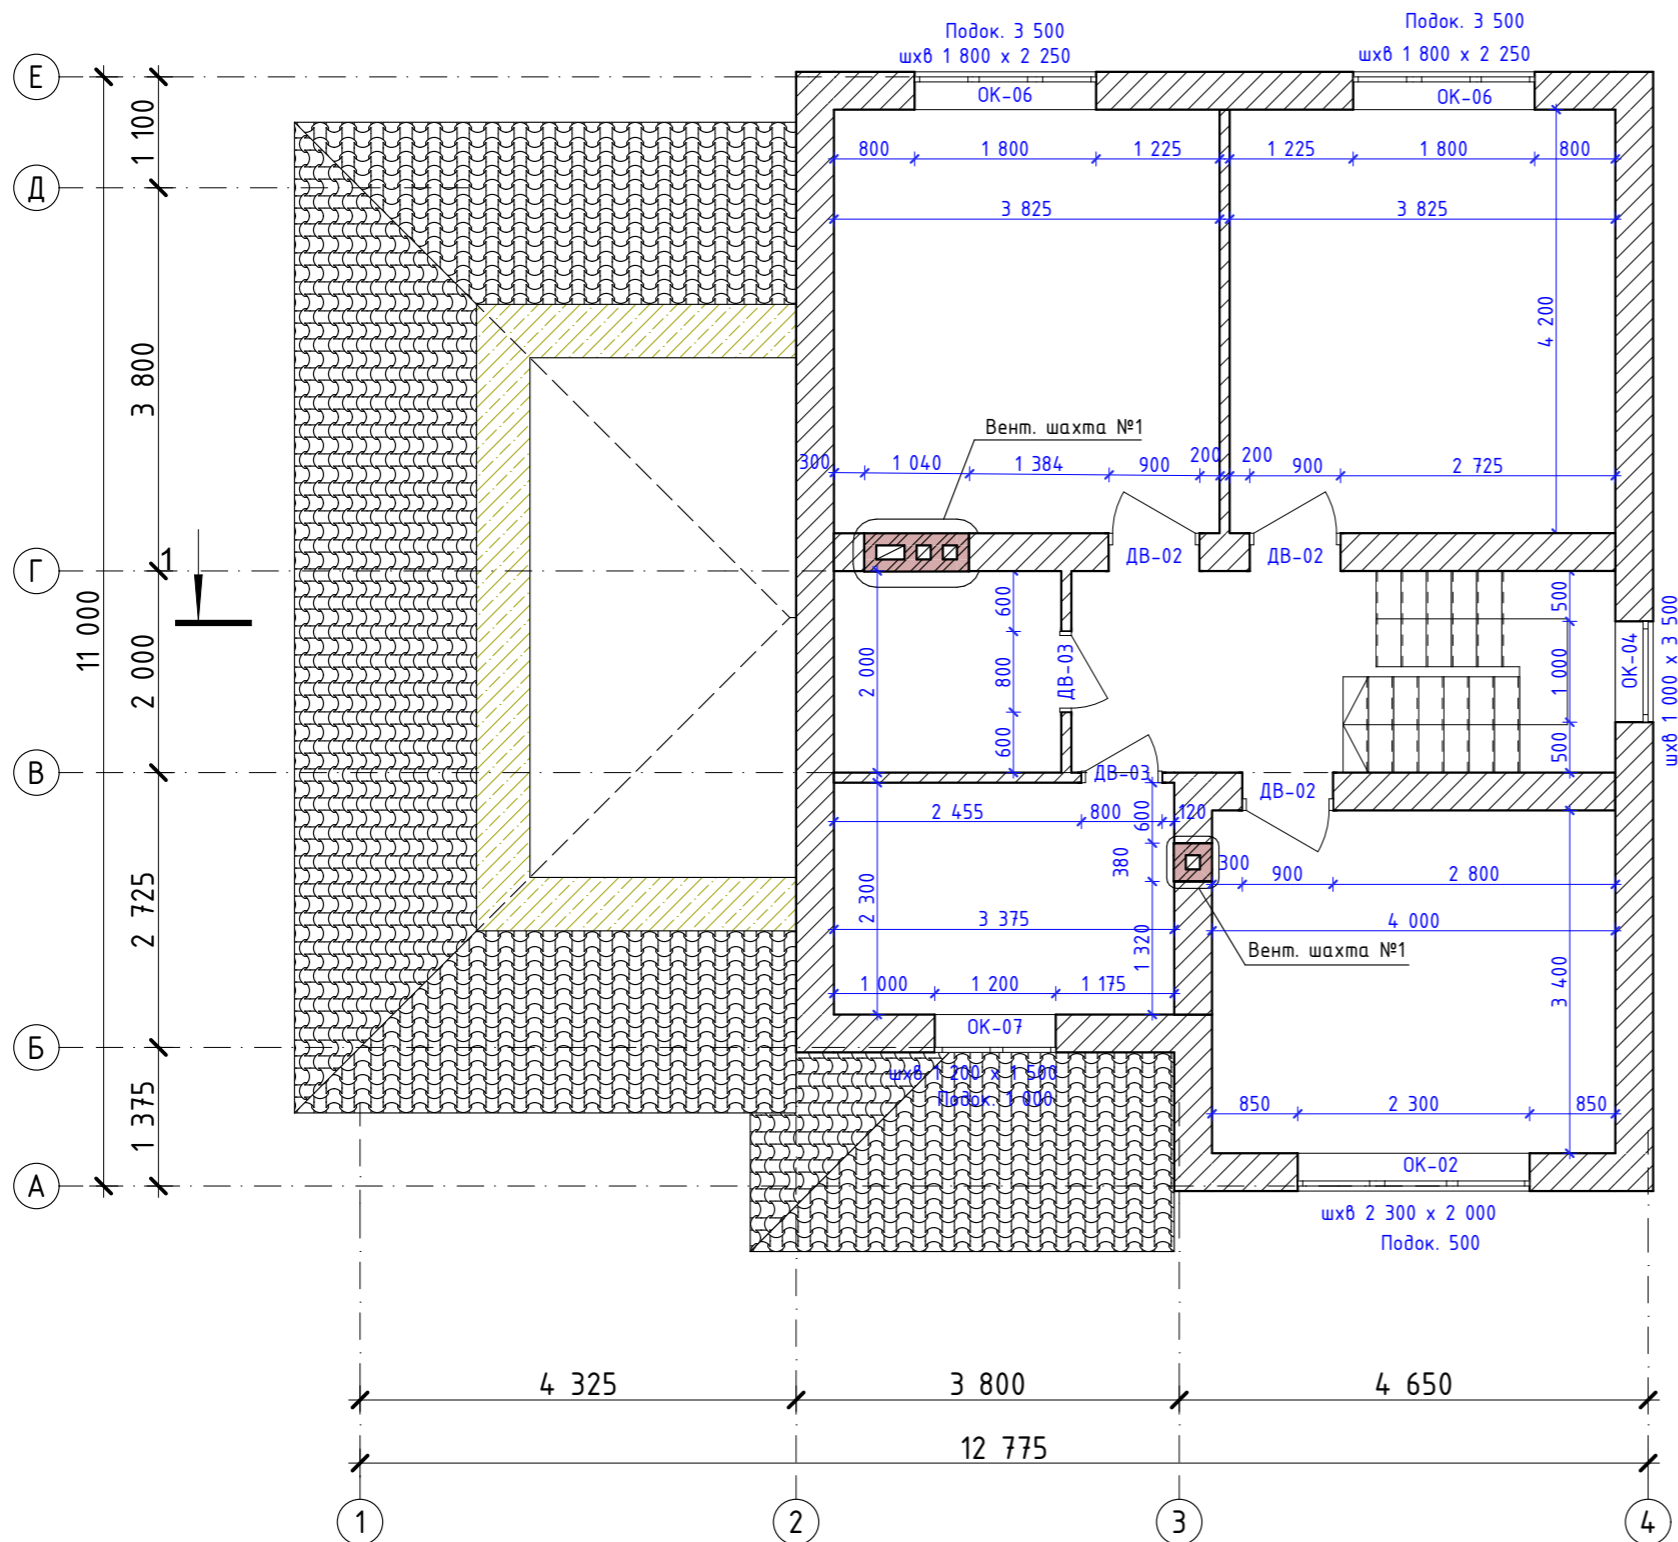 Подок. 3 500
шхв 1 800 х 2 250
Подок. 3 500
шхв 1 800 х 2 250
Е
ОК-06
ОК-06
1 100
800
1 800
1 225
1 225
1 800
800
Д
3 825
3 825
4 200
3 800
Вент. шахта №1
300
1 040
1 384
900
200
200
900
2 725
1
Г
ДВ-02
ДВ-02
11 000
2 000
2 000
600
800
600
ДВ-03
500
1 000
500
ОК-04
шхв 1 000 х 3 500
В
ДВ-03
ДВ-02
2 455
800
120
600
380
300
900
2 800
2 725
2 300
3 375
1 320
4 000
Вент. шахта №1
3 400
1 000
1 200
1 175
Б
ОК-07
шхв 1 200 х 1 500
Подок. 1 000
850
2 300
850
1 375
ОК-02
А
шхв 2 300 х 2 000
Подок. 500
4 325
3 800
4 650
12 775
1
2
3
4